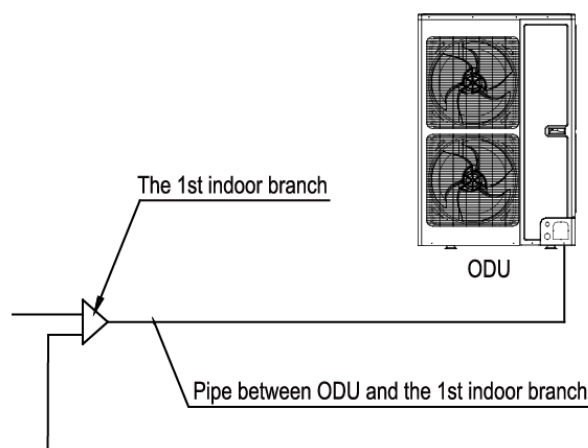 The 1st indoor branch
ODU
Pipe between ODU and the 1st indoor branch